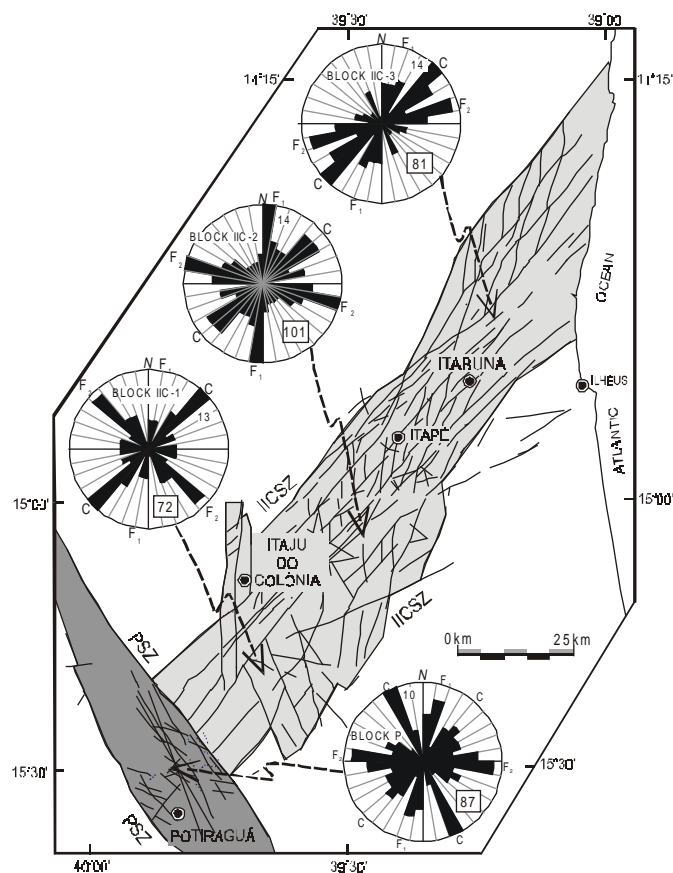 39°30'
39°00'
14°15'
14°15'
N
F1
14
C
BLOCK IIC-3
F2
F2
81
C
F1
N
F1
14
C
BLOCK IIC-2
F2
F2
101
C
F1
OCEAN
ATLANTIC
ITABUNA
ILHÉUS
ITAPÉ
N
F1
F2
C
BLOCK IIC-1
13
72
C
F2
F1
15°00'
15°00'
IICSZ
ITAJU
DO
COLÔNIA
IICSZ
0km
25km
PSZ
N
C
10
F1
C
BLOCK P
F2
F2
87
C
F1
C
15°30'
15°30'
PSZ
POTIRAGUÁ
40°00'
39°30'